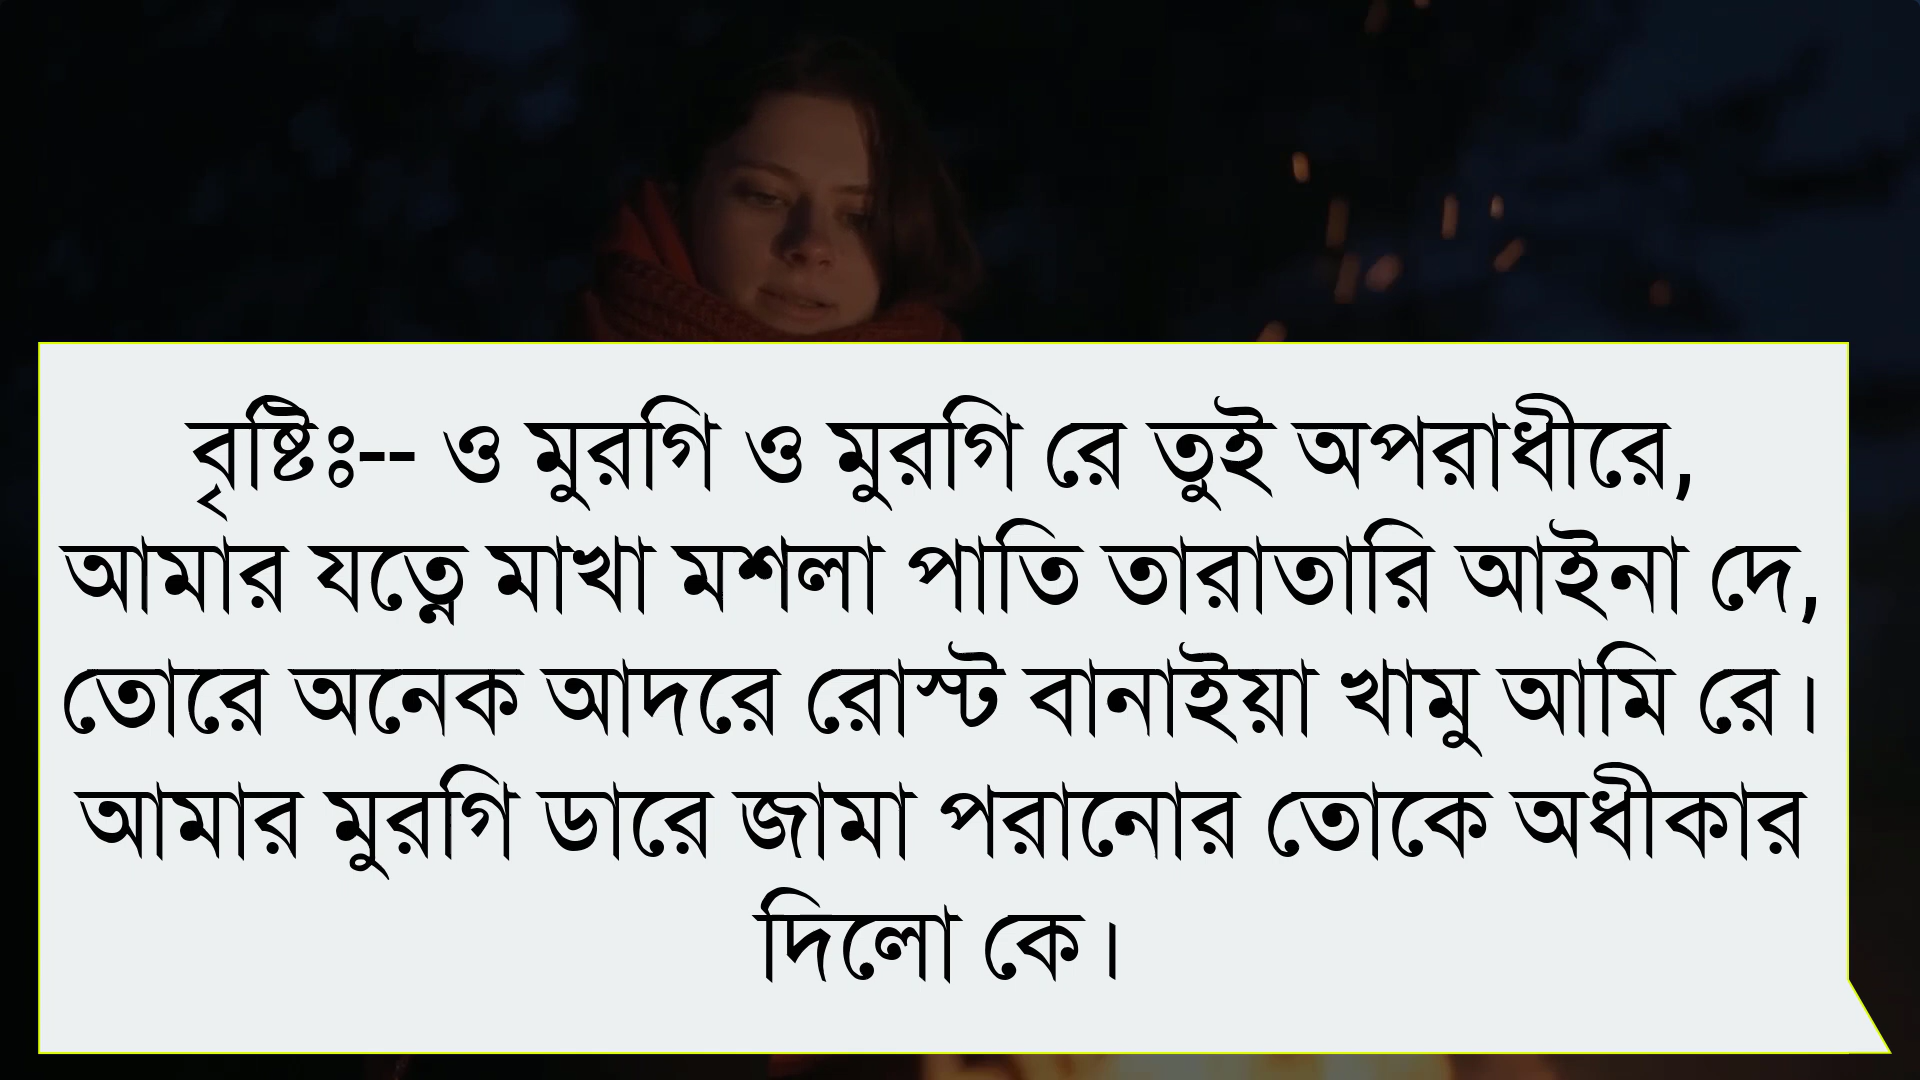 বৃষ্টিঃ-- ও মুরগি ও মুরগি রে তুই অপরাধীরে,
আমার যত্নে মাখা মশলা পাতি তারাতারি আইনা দে,
তোরে অনেক আদরে রোস্ট বানাইয়া খামু আমি রে।
আমার মুরগি ডারে জামা পরানোর তোকে অধীকার
দিলো কে।